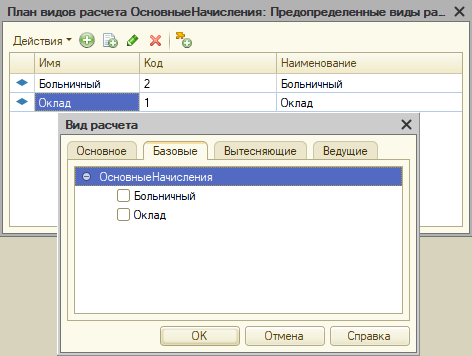 План видов расчета ОсновныеНачисления: Предопределенные виды ра...
Действия
Имя Код Наименование
Больничный 2 Больничный
Оклад 1 Оклад
Вид расчета
Основное Базовые Вытесняющие Ведущие
ОсновныеНачисления
Больничный
Оклад
OK Отмена Справка